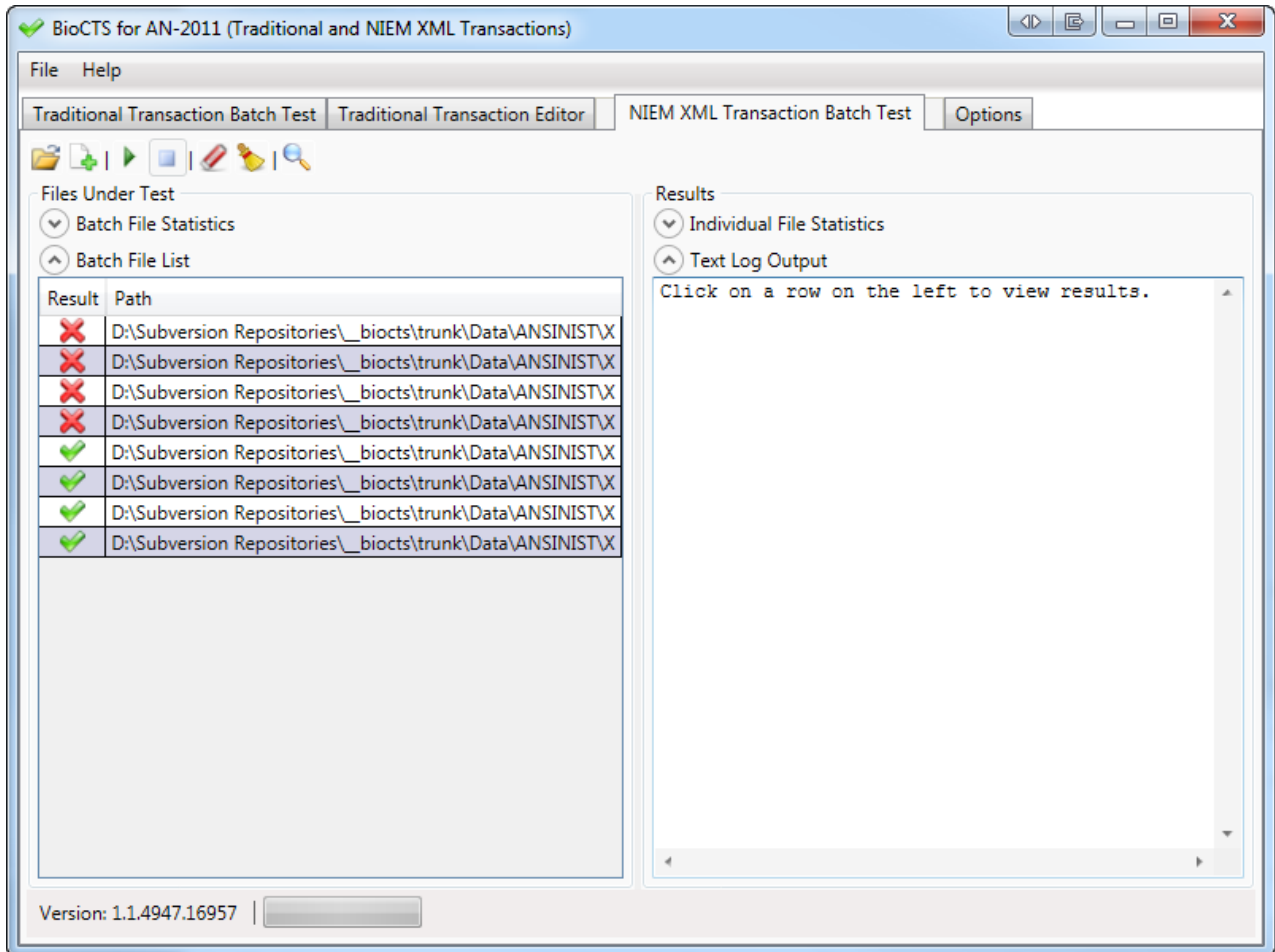 BioCTS for AN-2011 (Traditional and NIEM XML Transactions)
File Help
Traditional Transaction Batch Test Traditional Transaction Editor NIEM XML Transaction Batch Test Options
Files Under Test
Batch File Statistics
Batch File List
Result Path
D:\Subversion Repositories\__biocts\trunk\Data\ANSINIST\X
D:\Subversion Repositories\__biocts\trunk\Data\ANSINIST\X
D:\Subversion Repositories\__biocts\trunk\Data\ANSINIST\X
D:\Subversion Repositories\__biocts\trunk\Data\ANSINIST\X
D:\Subversion Repositories\__biocts\trunk\Data\ANSINIST\X
D:\Subversion Repositories\__biocts\trunk\Data\ANSINIST\X
D:\Subversion Repositories\__biocts\trunk\Data\ANSINIST\X
D:\Subversion Repositories\__biocts\trunk\Data\ANSINIST\X
Results
Individual File Statistics
Text Log Output
Click on a row on the left to view results.
Version: 1.1.4947.16957